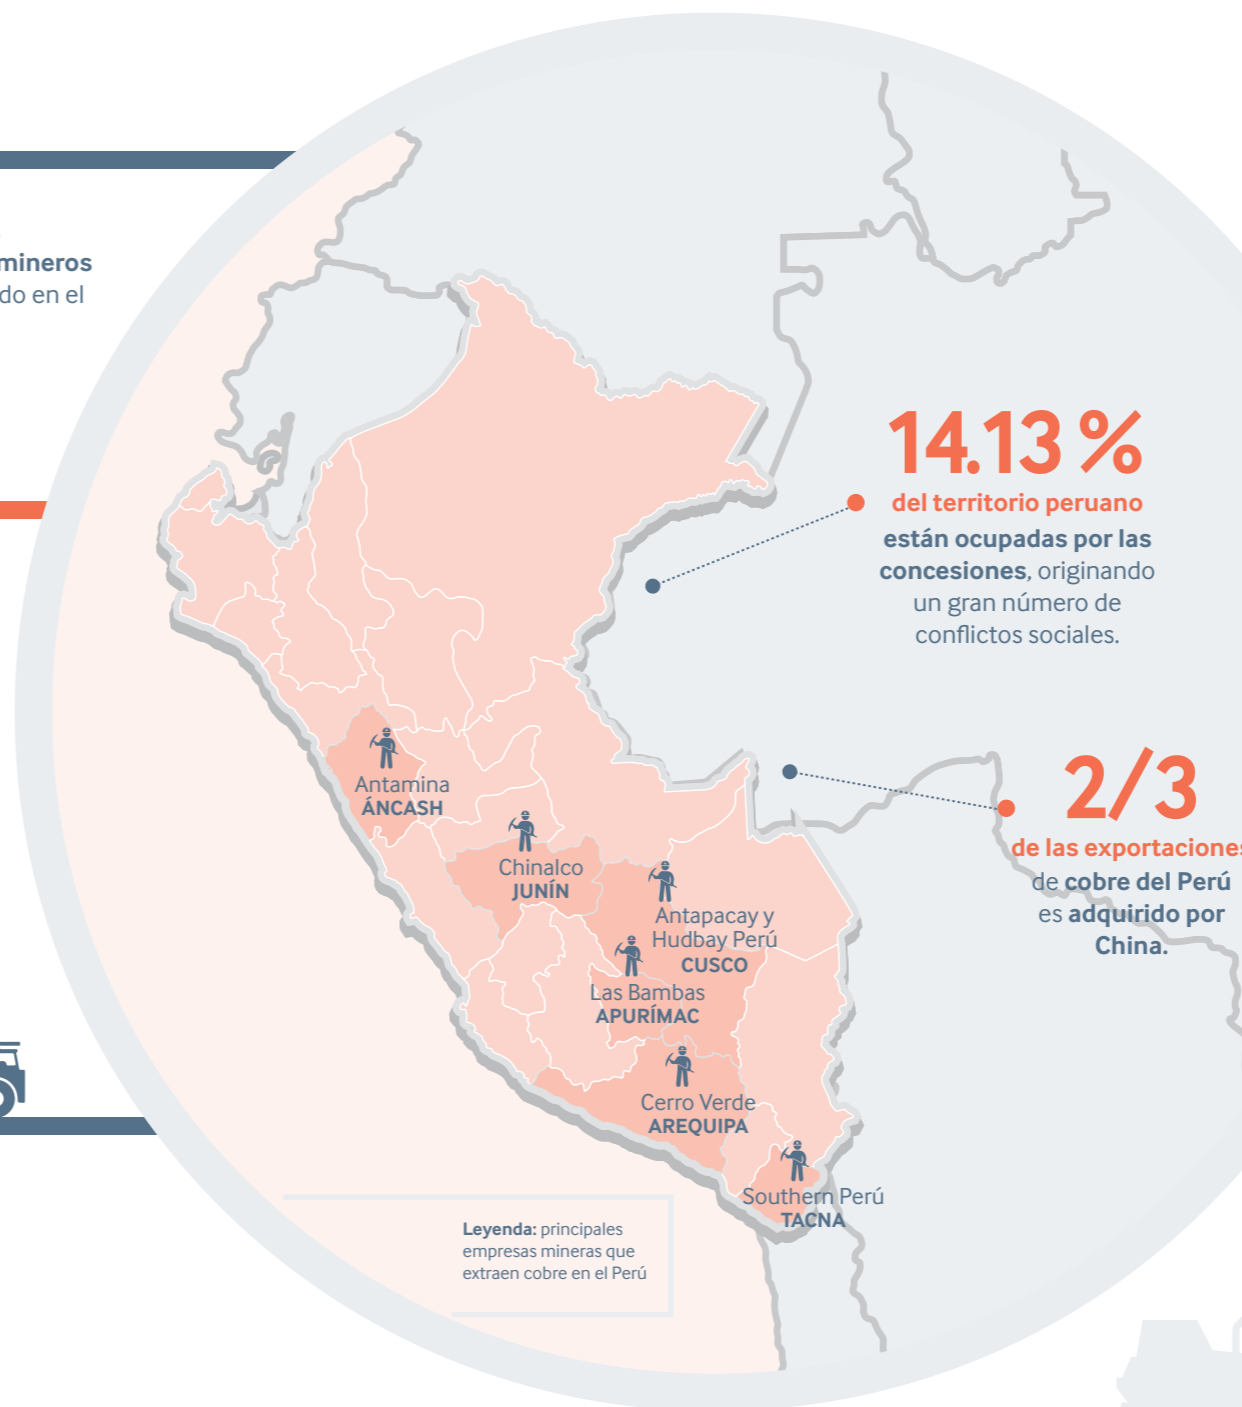 mineros
do en el
14.13 %
del territorio peruano
están ocupadas por las
concesiones, originando
un gran número de
conflictos sociales.
2/3
de las exportaciones
de cobre del Perú
es adquirido por
China.
Antamina
ÁNCASH
Chinalco
JUNÍN
Antapacay y
Hudbay Perú
CUSCO
Las Bambas
APURÍMAC
Cerro Verde
AREQUIPA
Southern Perú
TACNA
Leyenda: principales
empresas mineras que
extraen cobre en el Perú